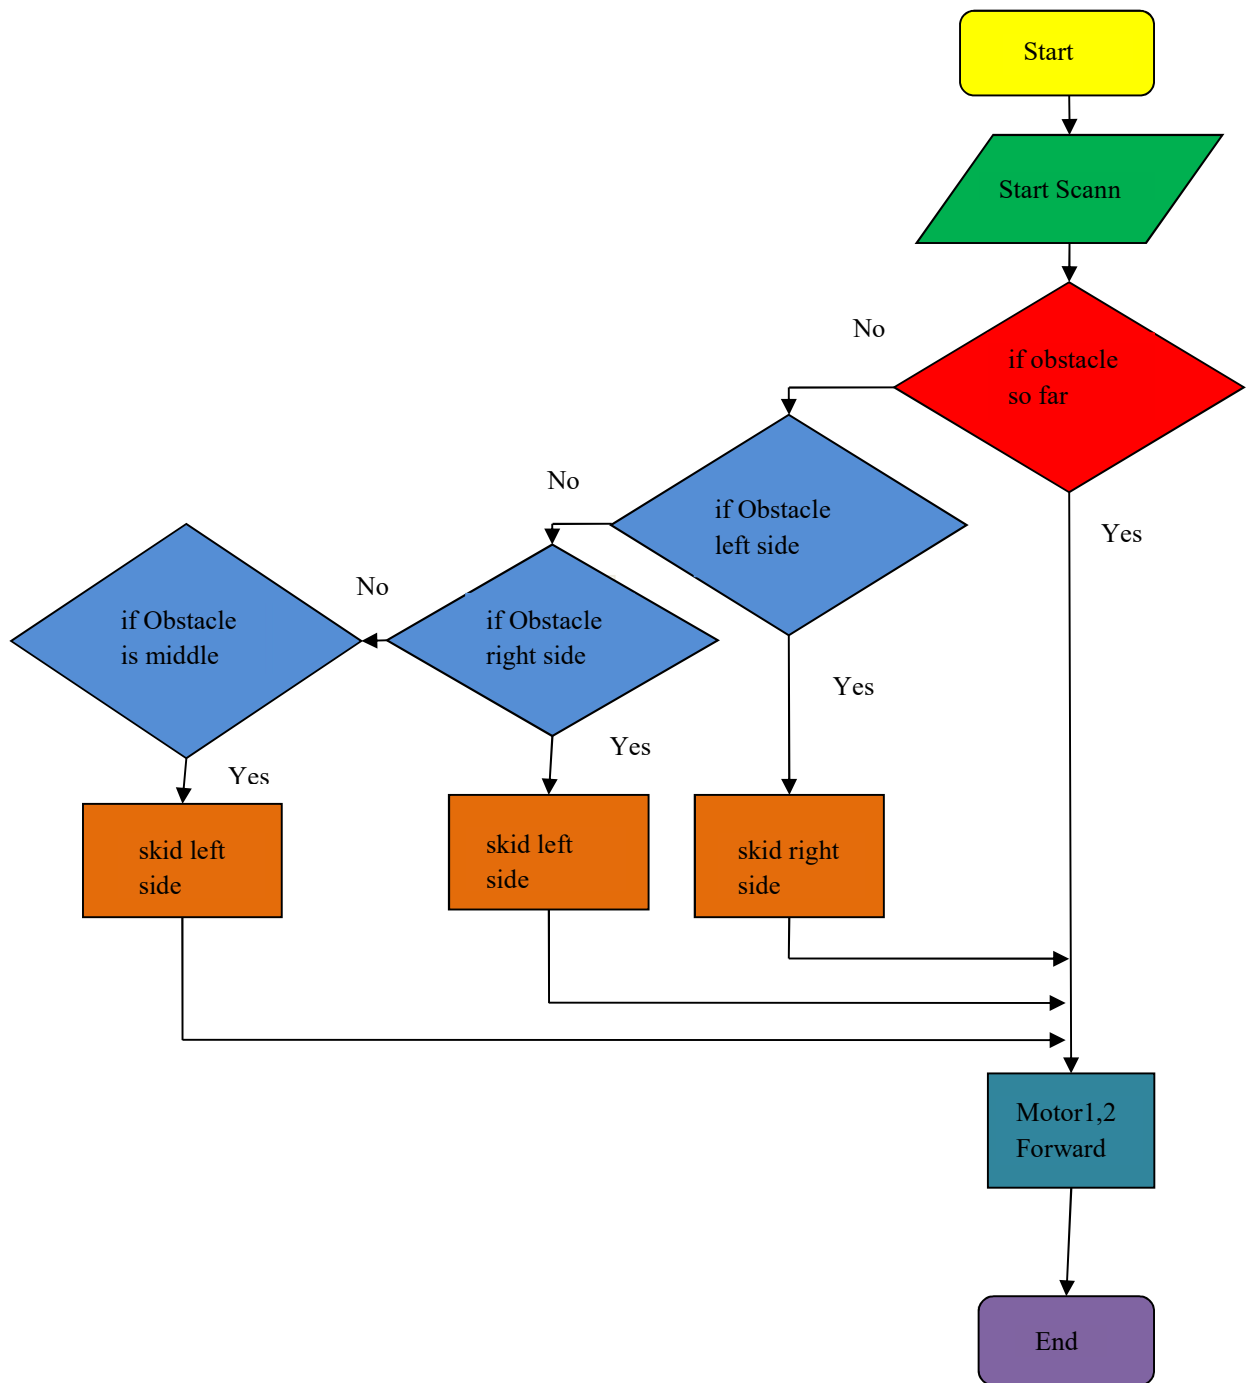 Start
Start Scann
No
if obstacle
so far
No
if Obstacle
left side
Yes
No
if Obstacle
is middle
if Obstacle
right side
Yes
Yes
Yes
skid left
side
skid left
side
skid right
side
Motor1,2
Forward
End